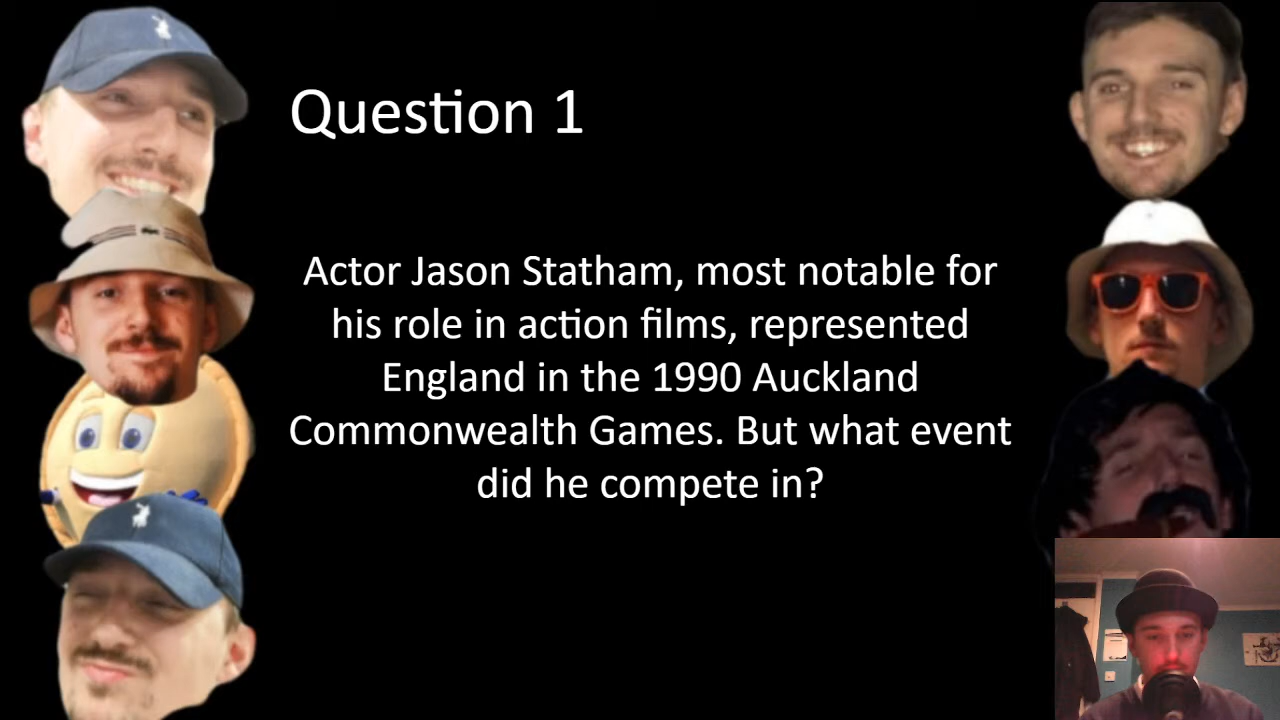 Question 1
Actor Jason Statham, most notable for
his role in action films, represented
England in the 1990 Auckland
Commonwealth Games. But what event
did he compete in?